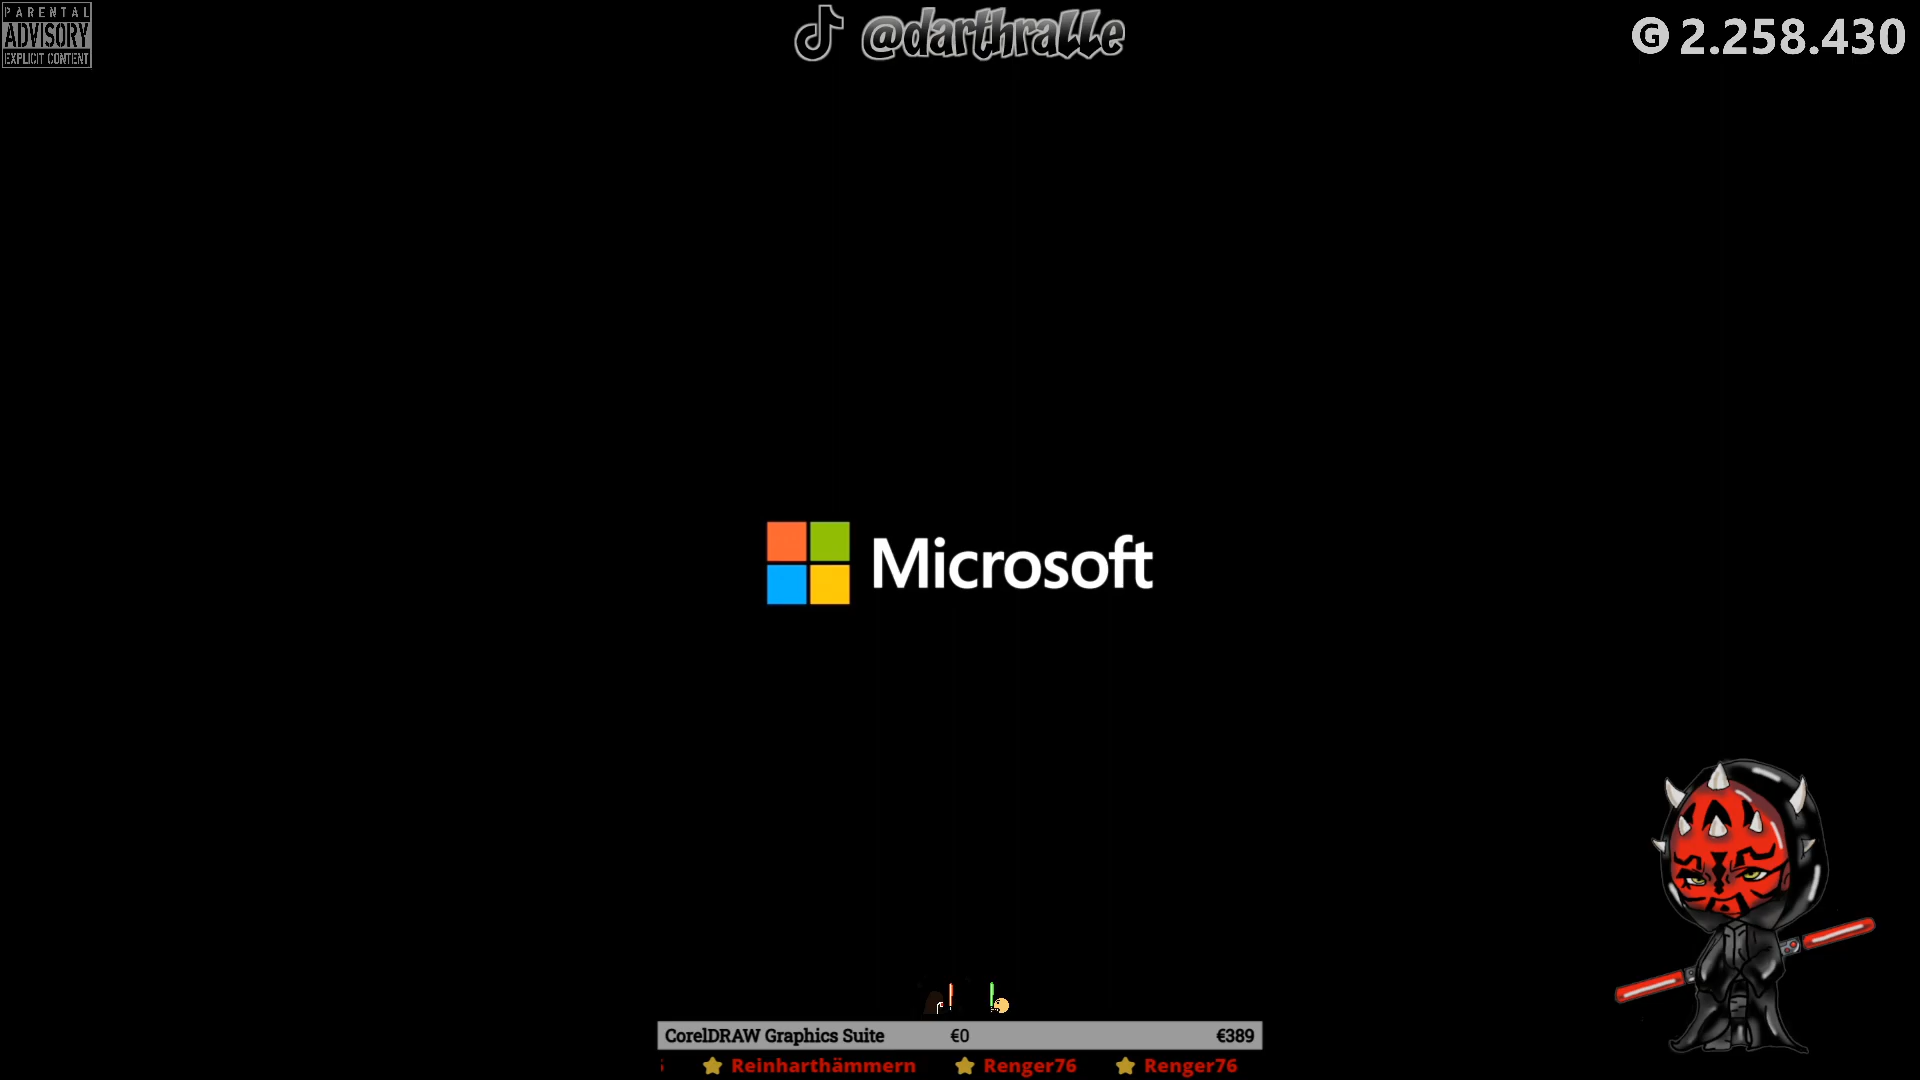 PARENTAL
ADVISORY
EXPLICIT CONTENT
@darthralle
G 2.258.430
Microsoft
CorelDRAW Graphics Suite €0 €389
Reinharthämmern Renger76 Renger76